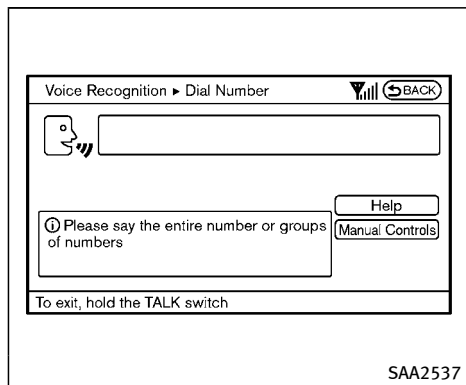 Voice Recognition ▸ Dial Number
BACK
Help
ⓘ Please say the entire number or groups
of numbers
Manual Controls
To exit, hold the TALK switch
SAA2537